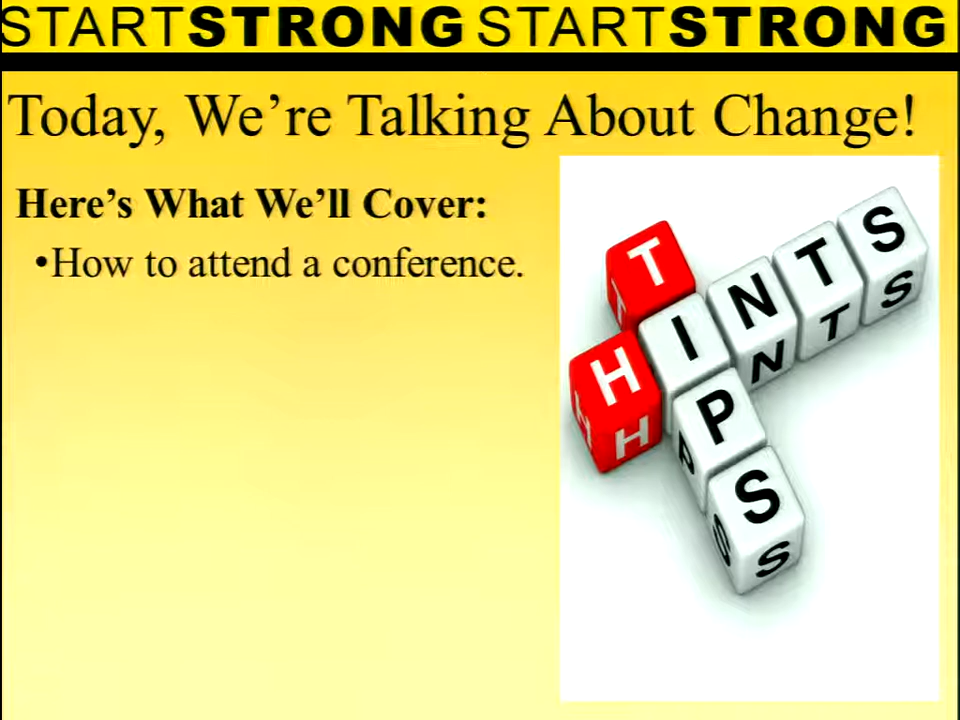 STARTSTRONG STARTSTRONG
Today, We’re Talking About Change!
Here’s What We’ll Cover:
•How to attend a conference.
HINTS
TIPS